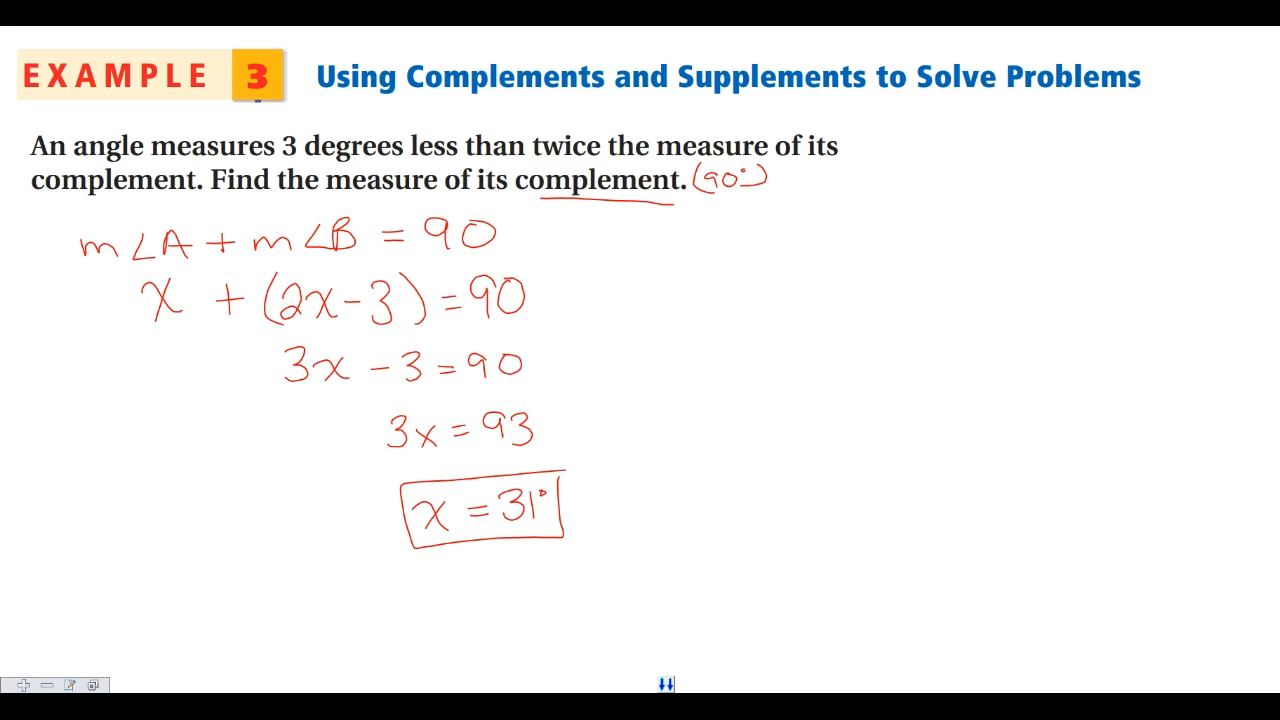 EXAMPLE 3 Using Complements and Supplements to Solve Problems
An angle measures 3 degrees less than twice the measure of its
complement. Find the measure of its complement. (90°)
m∠A + m∠B = 90
x + (2x - 3) = 90
3x - 3 = 90
3x = 93
x = 31°